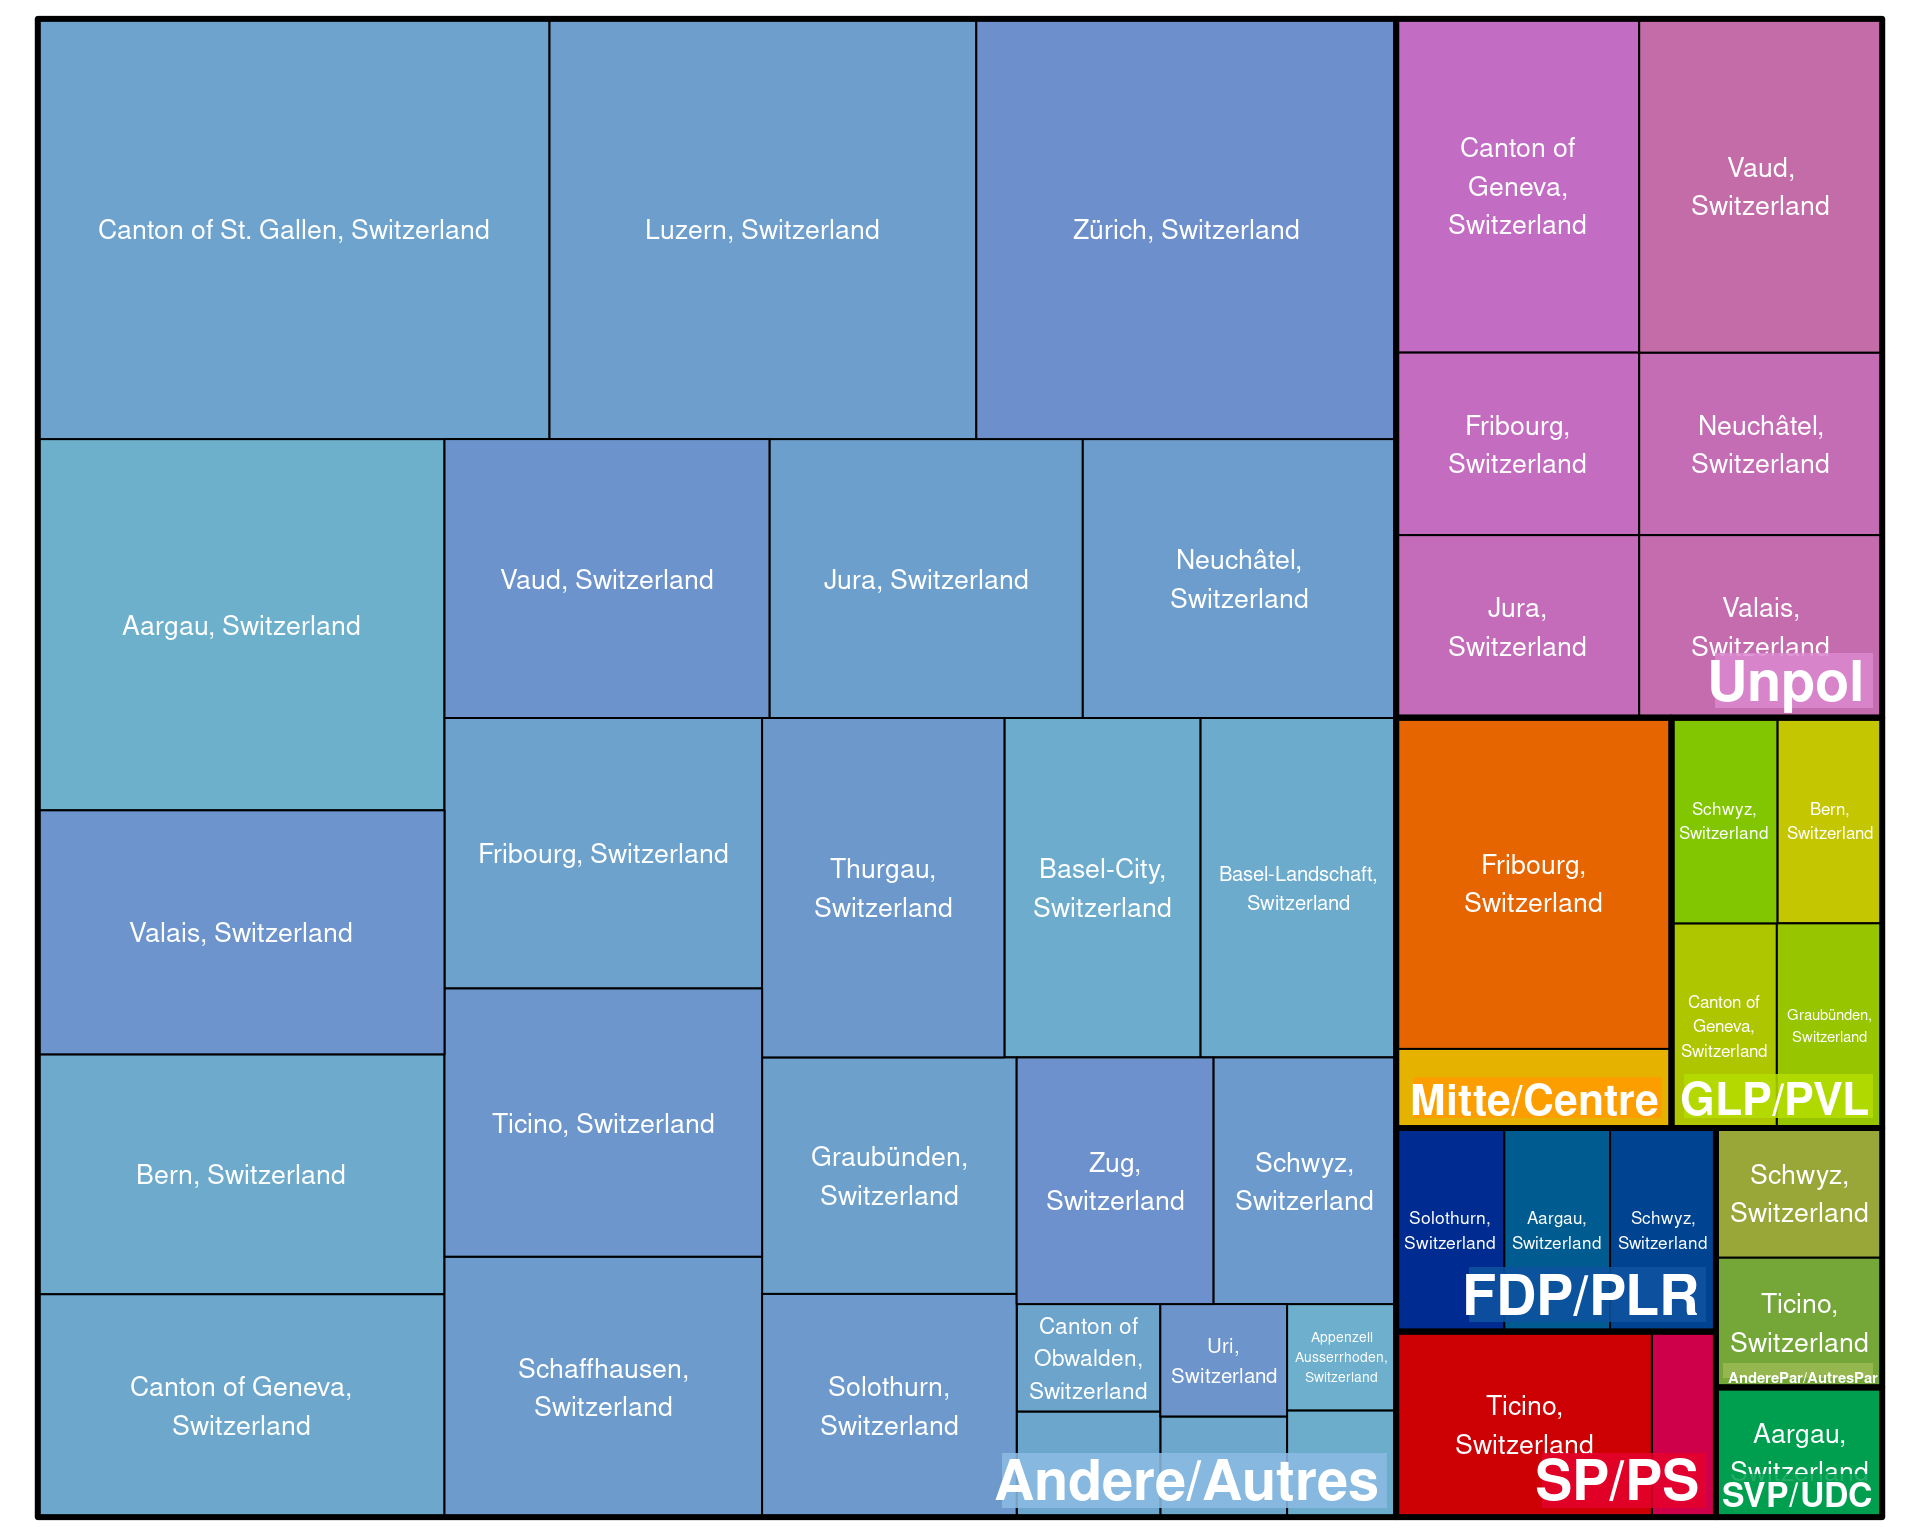 Canton of St. Gallen, Switzerland
Luzern, Switzerland
Zürich, Switzerland
Aargau, Switzerland
Vaud, Switzerland
Jura, Switzerland
Neuchâtel,
Switzerland
Valais, Switzerland
Fribourg, Switzerland
Thurgau,
Switzerland
Basel-City,
Switzerland
Basel-Landschaft,
Switzerland
Bern, Switzerland
Ticino, Switzerland
Graubünden,
Switzerland
Zug,
Switzerland
Schwyz,
Switzerland
Canton of Geneva,
Switzerland
Schaffhausen,
Switzerland
Solothurn,
Switzerland
Canton of
Obwalden,
Switzerland
Uri,
Switzerland
Appenzell
Ausserrhoden,
Switzerland
Andere/Autres
Canton of
Geneva,
Switzerland
Vaud,
Switzerland
Fribourg,
Switzerland
Neuchâtel,
Switzerland
Jura,
Switzerland
Valais,
Switzerland
Unpol
Fribourg,
Switzerland
Mitte/Centre
Schwyz,
Switzerland
Bern,
Switzerland
Canton of
Geneva,
Switzerland
Graubünden,
Switzerland
GLP/PVL
Solothurn,
Switzerland
Aargau,
Switzerland
Schwyz,
Switzerland
FDP/PLR
Schwyz,
Switzerland
Ticino,
Switzerland
AnderePar/AutresPar
Ticino,
Switzerland
SP/PS
Aargau,
Switzerland
SVP/UDC